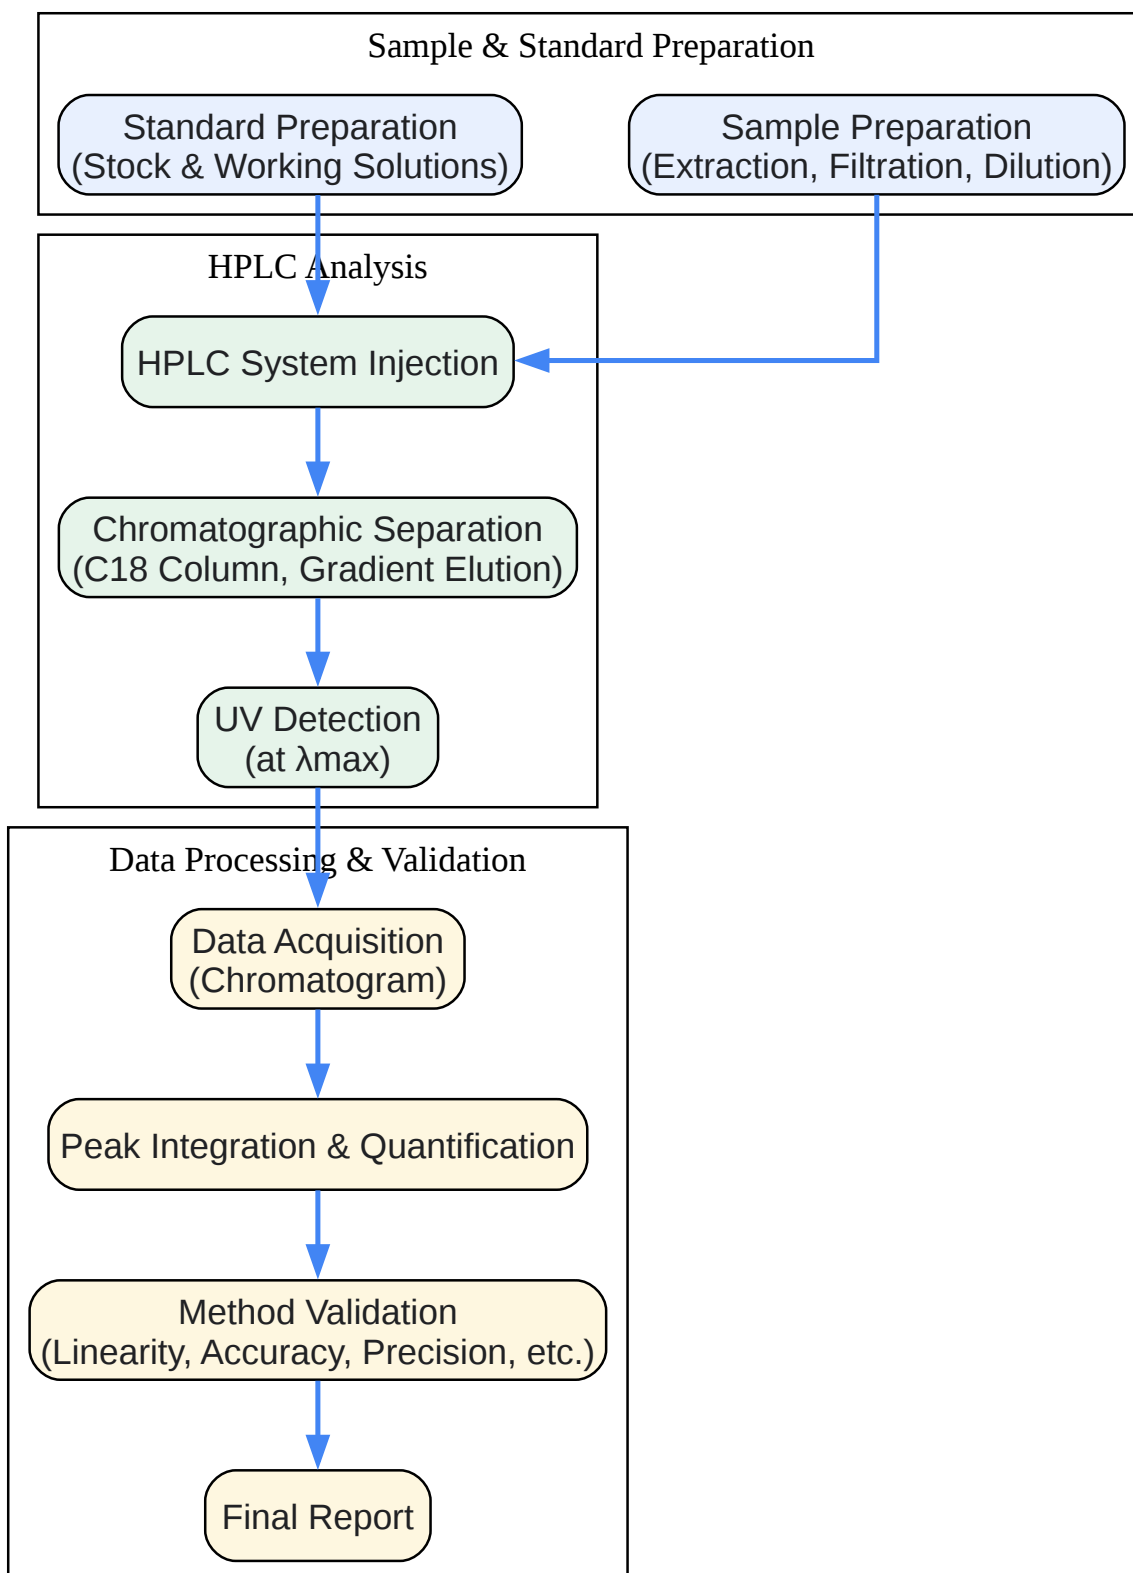 Sample & Standard Preparation
Standard Preparation
(Stock & Working Solutions)
Sample Preparation
(Extraction, Filtration, Dilution)
HPLC Analysis
HPLC System Injection
Chromatographic Separation
(C18 Column, Gradient Elution)
UV Detection
(at λmax)
Data Processing & Validation
Data Acquisition
(Chromatogram)
Peak Integration & Quantification
Method Validation
(Linearity, Accuracy, Precision, etc.)
Final Report